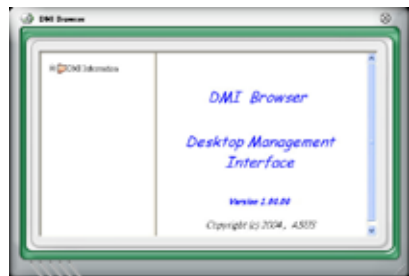 DMI Browser
DMI Information
DMI Browser
Desktop Management
Interface
Version 1.00.00
Copyright (c) 2004, ASUS